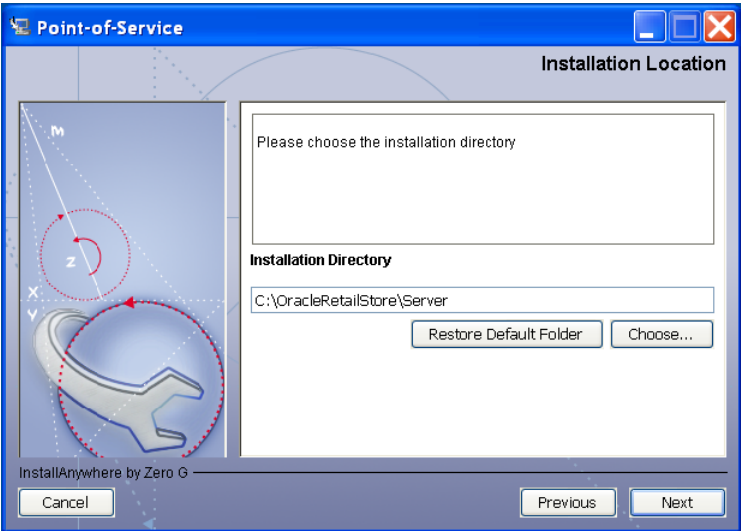 Point-of-Service
Installation Location
M
Z
X
Y
Please choose the installation directory
Installation Directory
C:\OracleRetailStore\Server
Restore Default Folder
Choose...
InstallAnywhere by Zero G
Cancel
Previous
Next